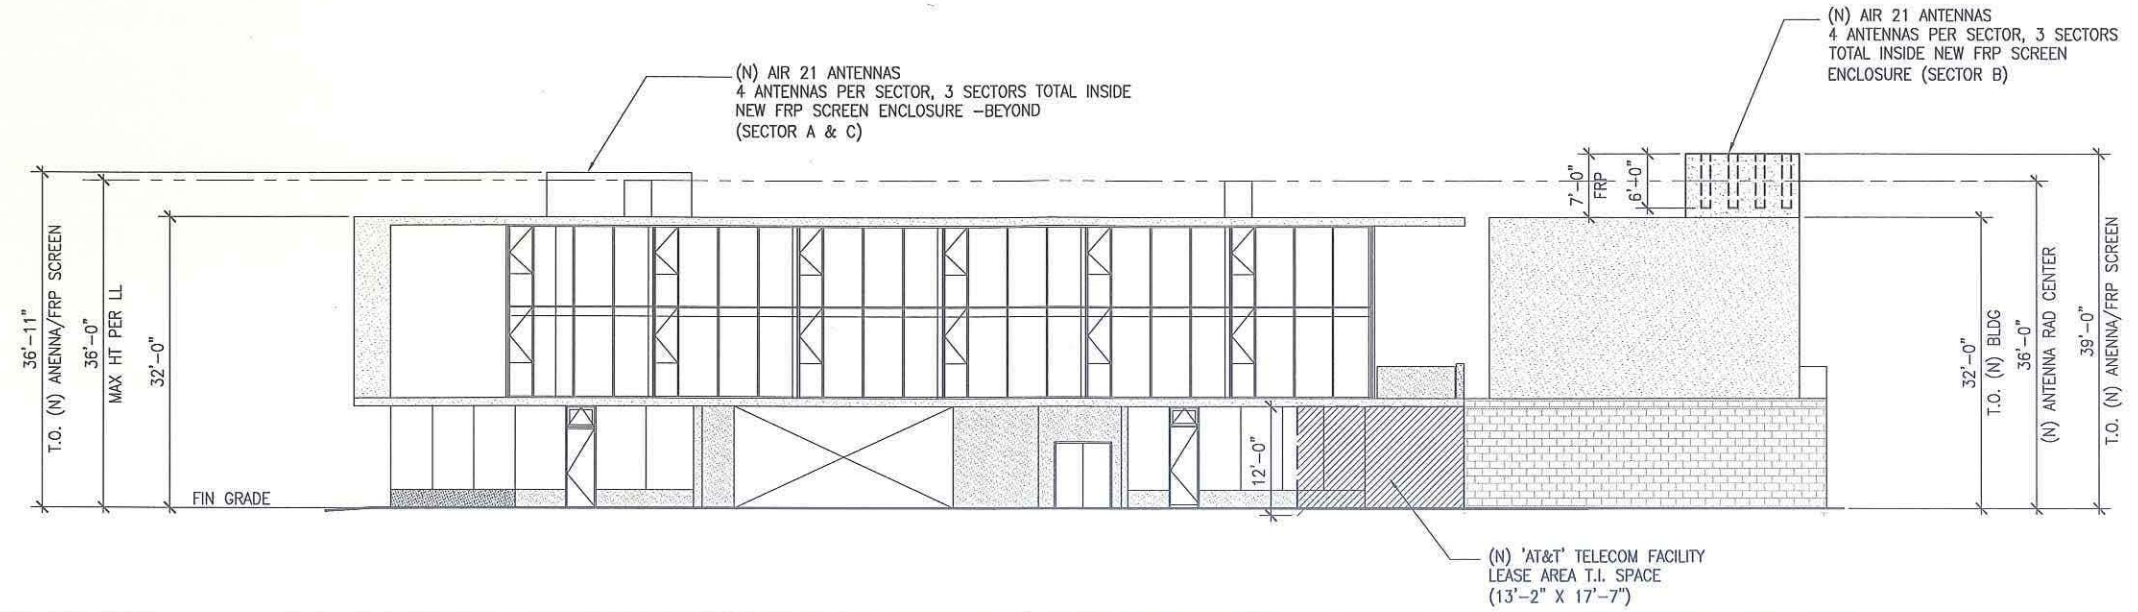 (N) AIR 21 ANTENNAS
4 ANTENNAS PER SECTOR, 3 SECTORS
TOTAL INSIDE NEW FRP SCREEN
ENCLOSURE (SECTOR B)
(N) AIR 21 ANTENNAS
4 ANTENNAS PER SECTOR, 3 SECTORS TOTAL INSIDE
NEW FRP SCREEN ENCLOSURE -BEYOND
(SECTOR A & C)
36'-11"
T.O. (N) ANENNA/FRP SCREEN
36'-0"
MAX HT PER LL
32'-0"
FIN GRADE
12'-0"
7'-0"
FRP
6'-0"
32'-0"
T.O. (N) BLDG
36'-0"
(N) ANTENNA RAD CENTER
39'-0"
T.O. (N) ANENNA/FRP SCREEN
(N) 'AT&T' TELECOM FACILITY
LEASE AREA T.I. SPACE
(13'-2" X 17'-7")